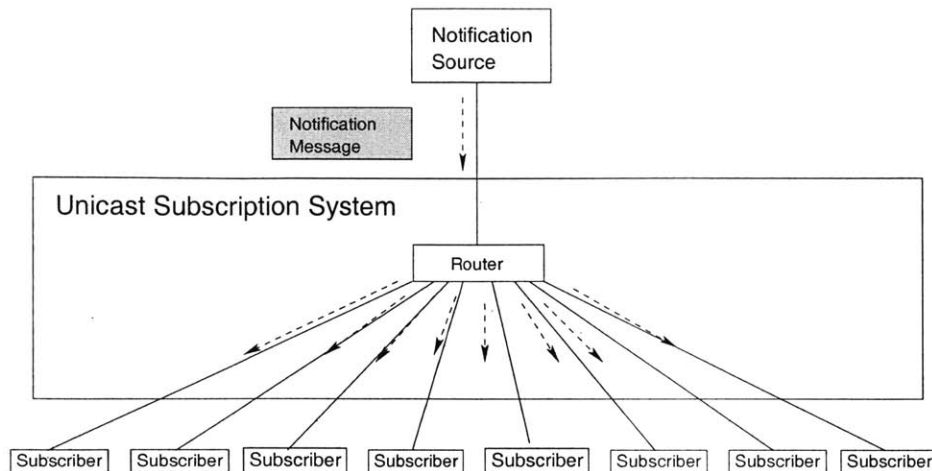 Notification
Source
Notification
Message
Unicast Subscription System
Router
Subscriber Subscriber Subscriber Subscriber Subscriber Subscriber Subscriber Subscriber